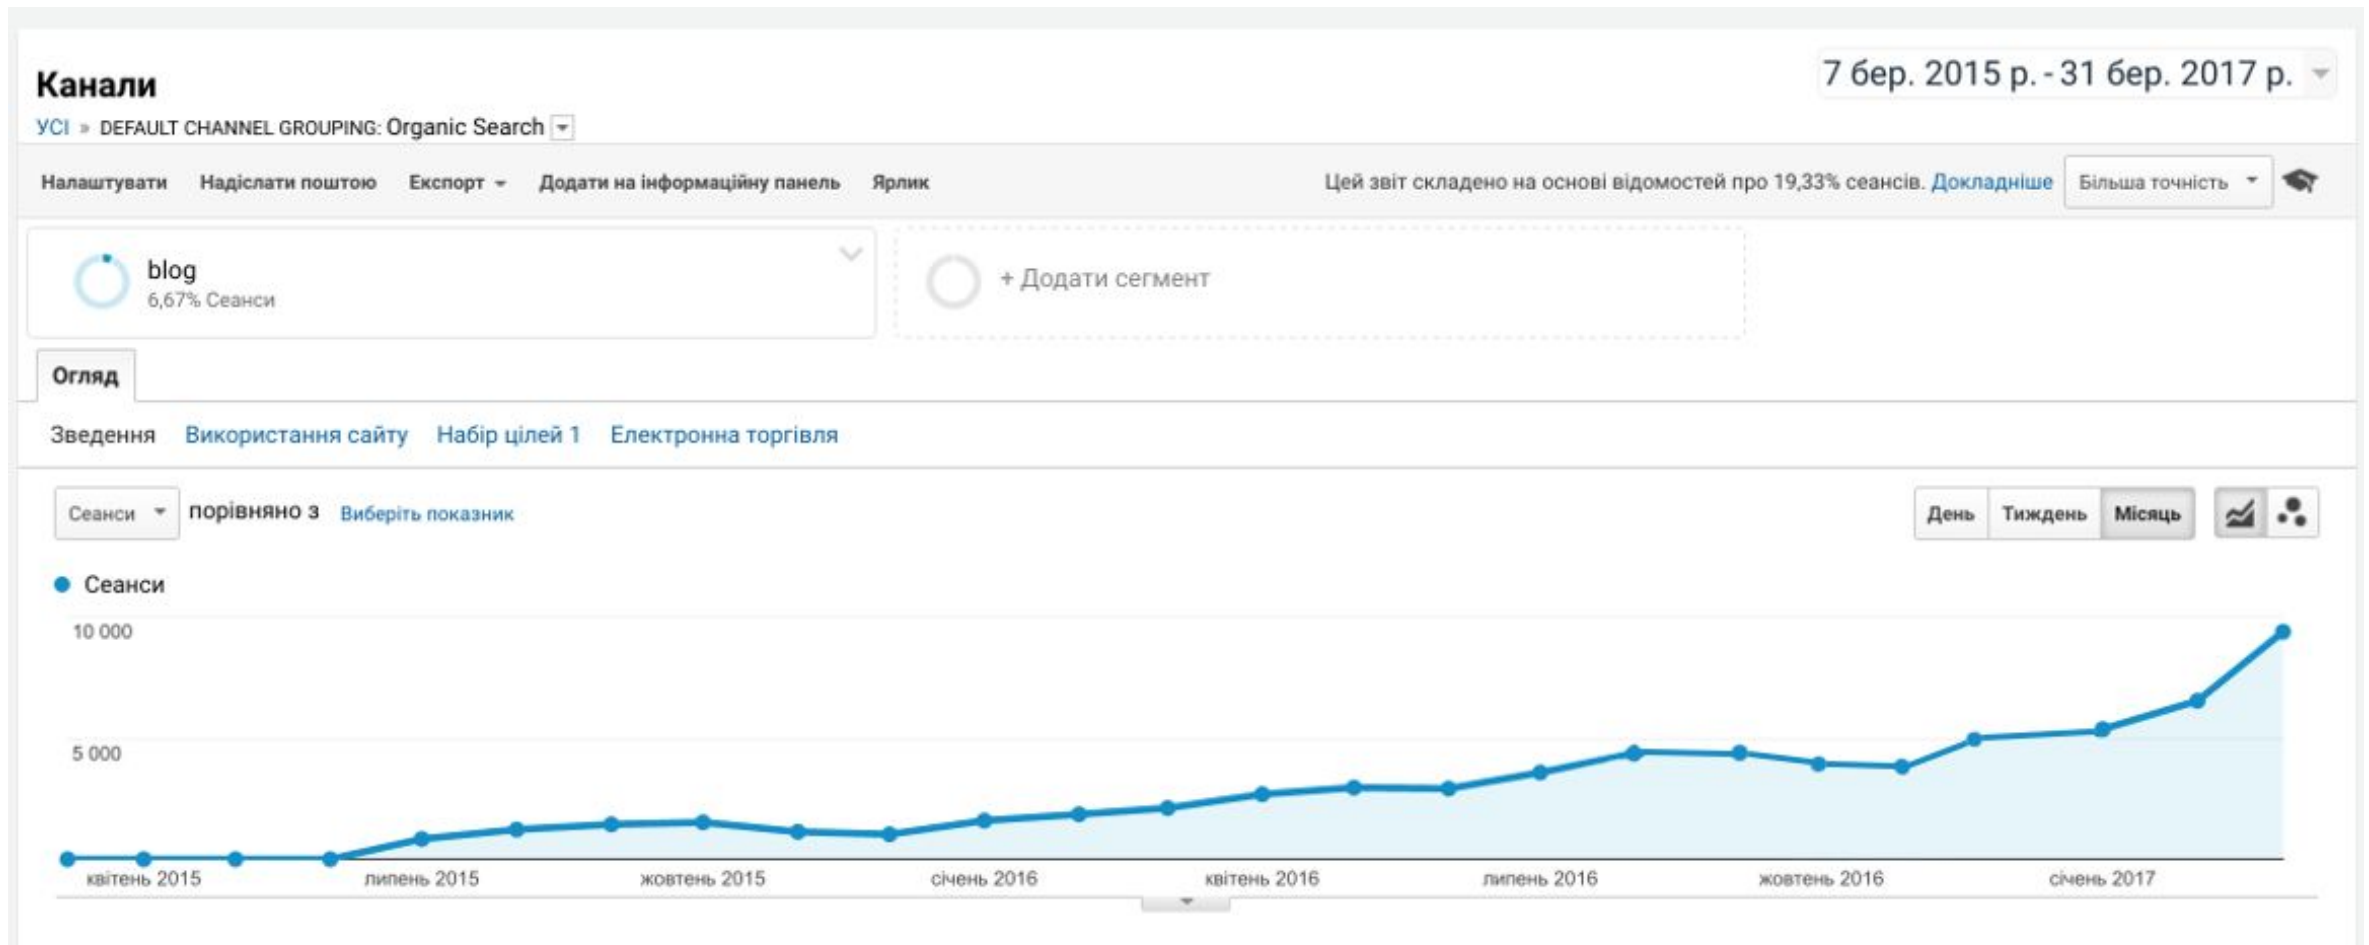 Канали
7 бер. 2015 р. - 31 бер. 2017 р.
УСІ » DEFAULT CHANNEL GROUPING: Organic Search
Налаштувати Надіслати поштою Експорт Додати на інформаційну панель Ярлик Цей звіт складено на основі відомостей про 19,33% сеансів. Докладніше Більша точність
blog
6,67% Сеанси
+ Додати сегмент
Огляд
Зведення Використання сайту Набір цілей 1 Електронна торгівля
Сеанси порівняно з Виберіть показник День Тиждень Місяць
Сеанси
10 000
5 000
квітень 2015 липень 2015 жовтень 2015 січень 2016 квітень 2016 липень 2016 жовтень 2016 січень 2017